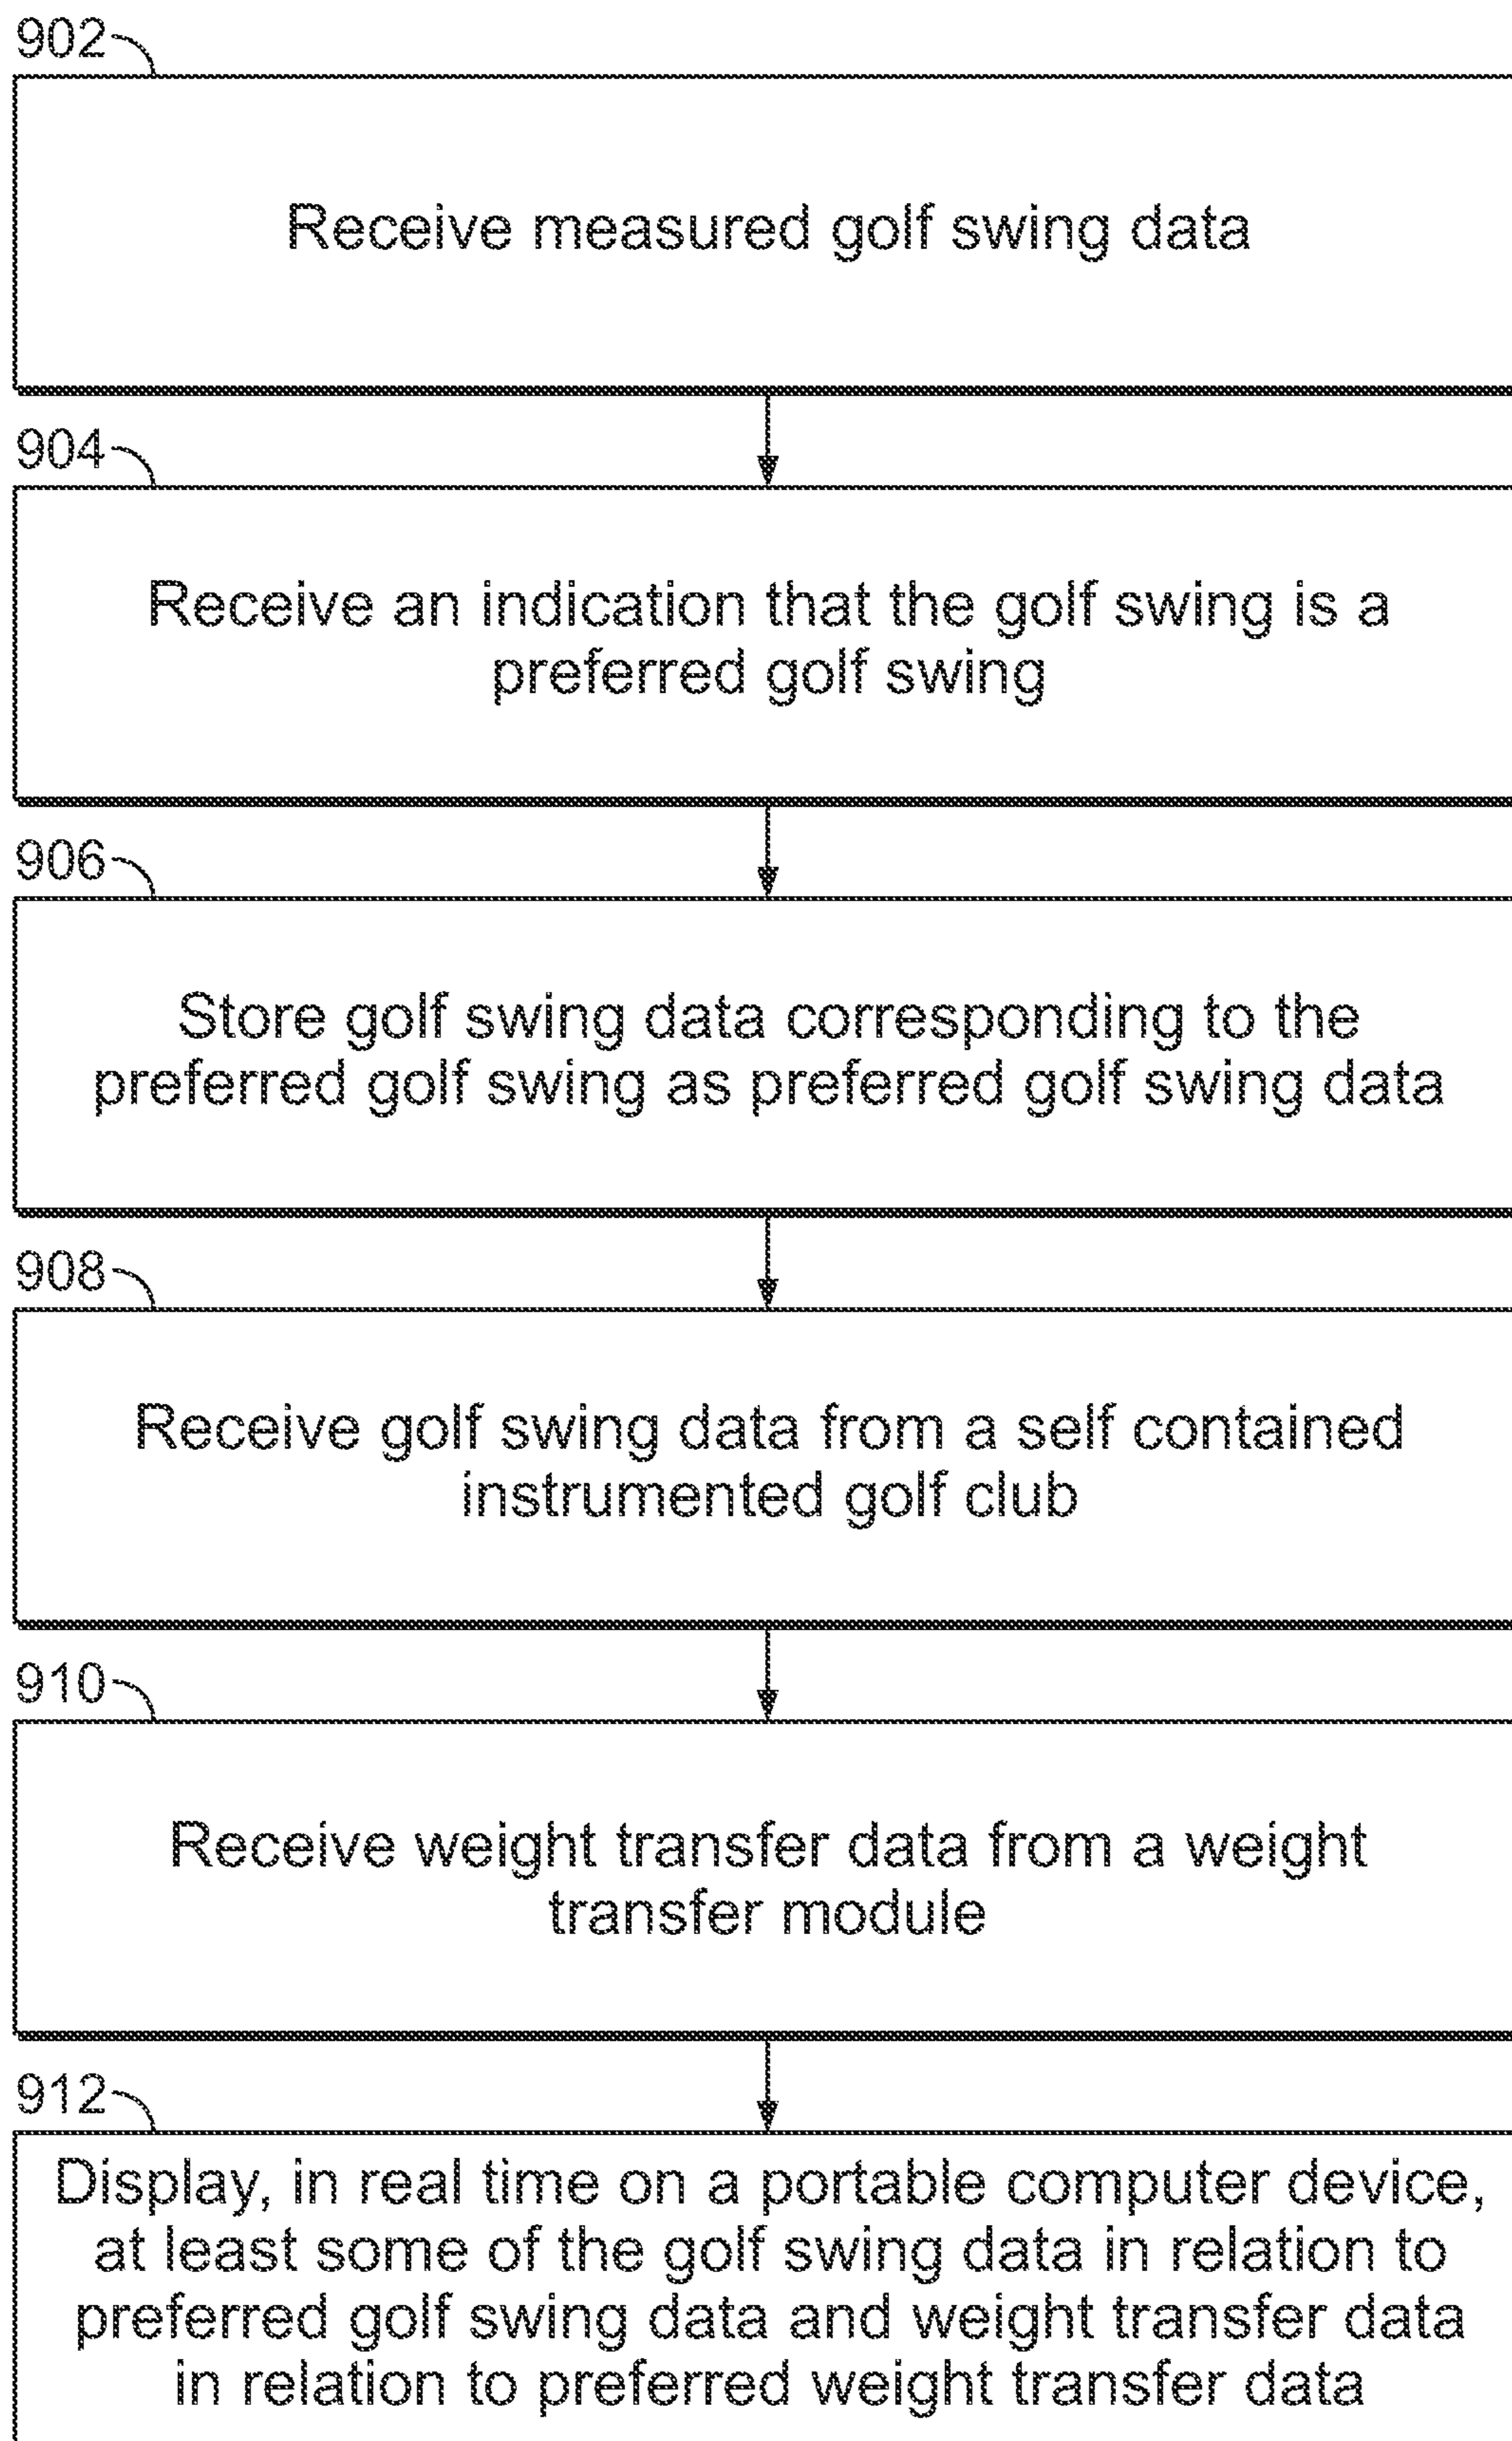 902
Receive measured golf swing data
904
Receive an indication that the golf swing is a
preferred golf swing
906
Store golf swing data corresponding to the
preferred golf swing as preferred golf swing data
908
Receive golf swing data from a self contained
instrumented golf club
910
Receive weight transfer data from a weight
transfer module
912
Display, in real time on a portable computer device,
at least some of the golf swing data in relation to
preferred golf swing data and weight transfer data
in relation to preferred weight transfer data